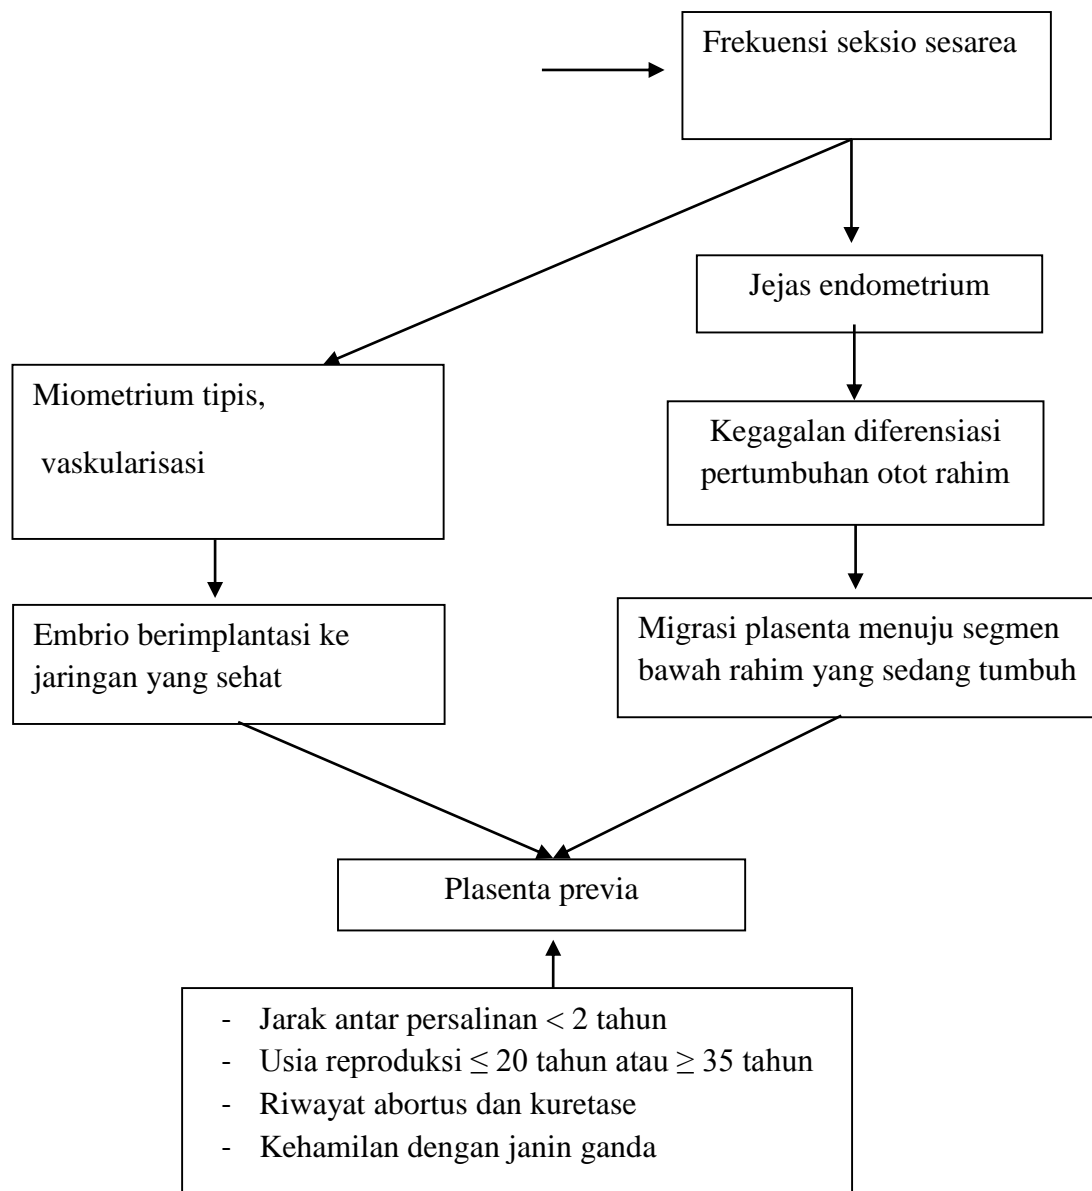 Frekuensi seksio sesarea
Jejas endometrium
Miometrium tipis,
vaskularisasi
Kegagalan diferensiasi
pertumbuhan otot rahim
Embrio berimplantasi ke
jaringan yang sehat
Migrasi plasenta menuju segmen
bawah rahim yang sedang tumbuh
Plasenta previa
- Jarak antar persalinan < 2 tahun
- Usia reproduksi ≤ 20 tahun atau ≥ 35 tahun
- Riwayat abortus dan kuretase
- Kehamilan dengan janin ganda